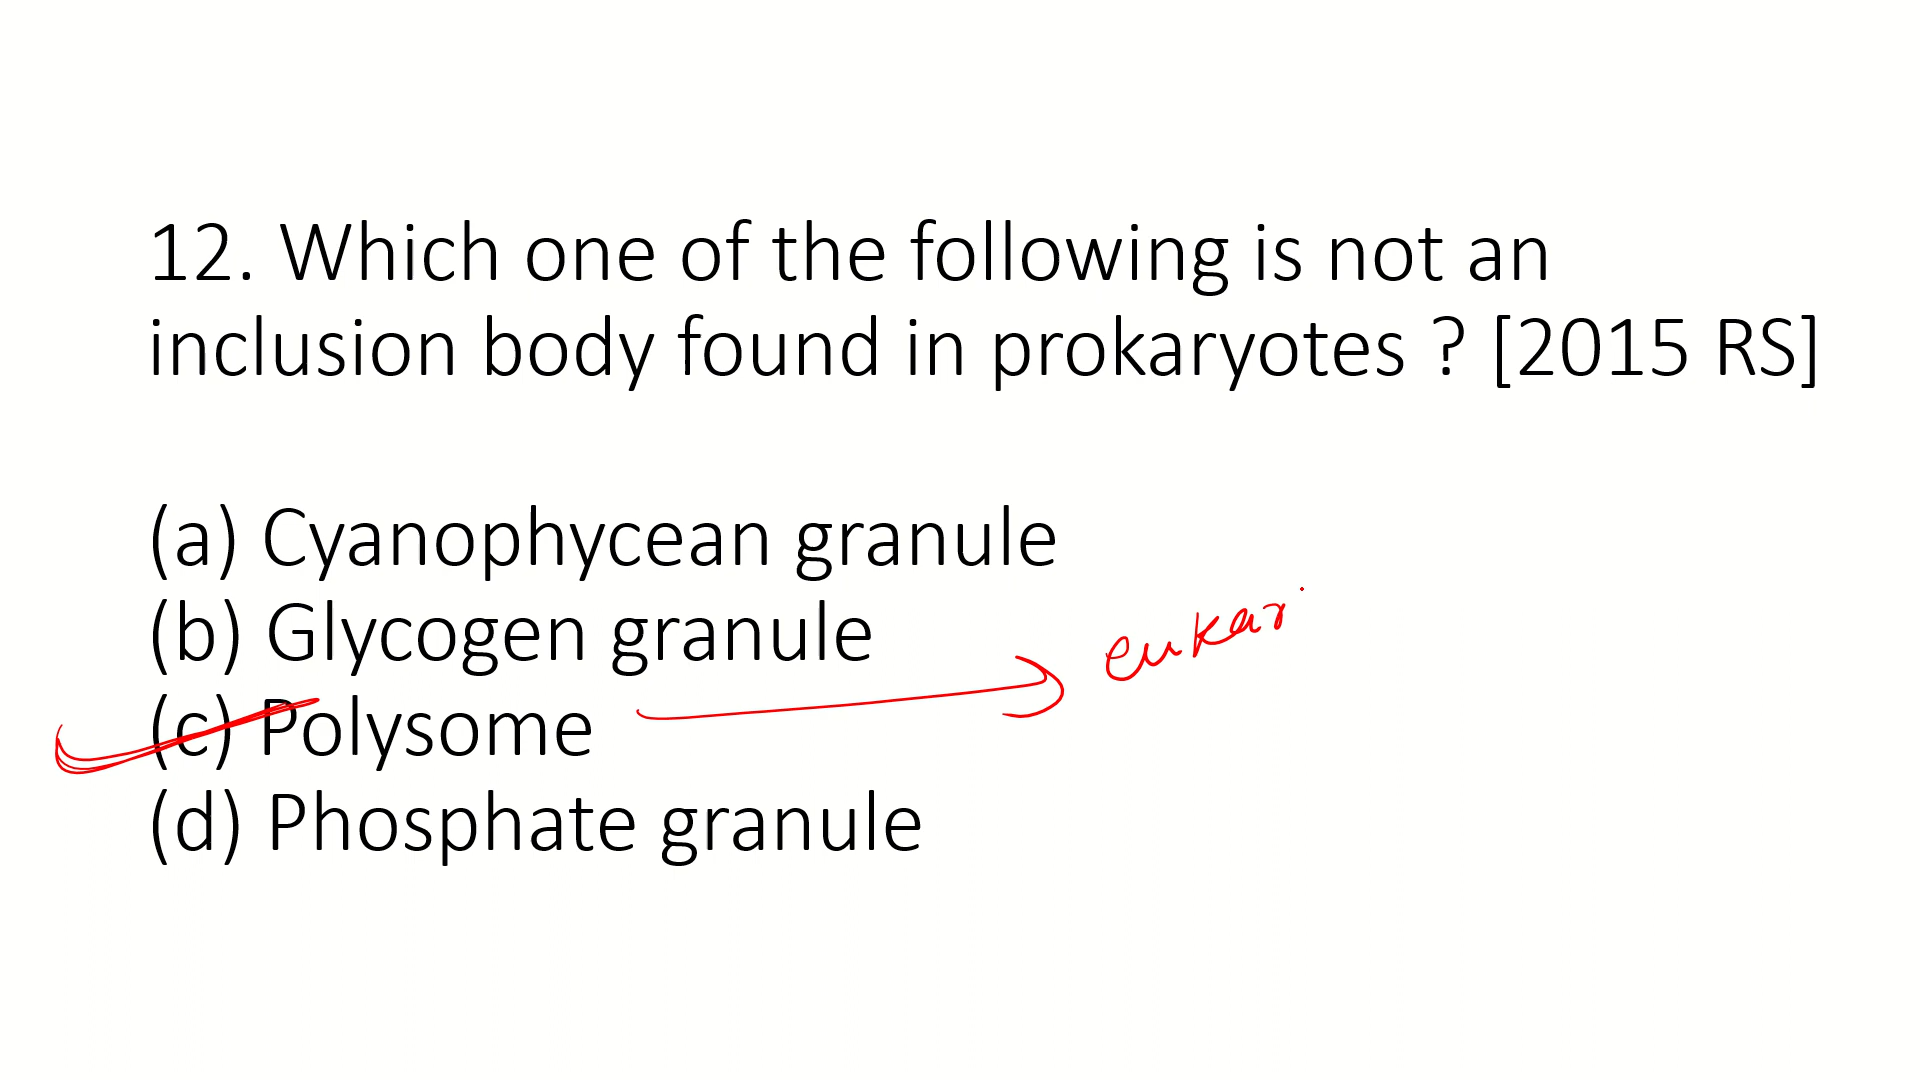 12. Which one of the following is not an
inclusion body found in prokaryotes ? [2015 RS]
(a) Cyanophycean granule
(b) Glycogen granule
eukar
(c) Polysome
(d) Phosphate granule